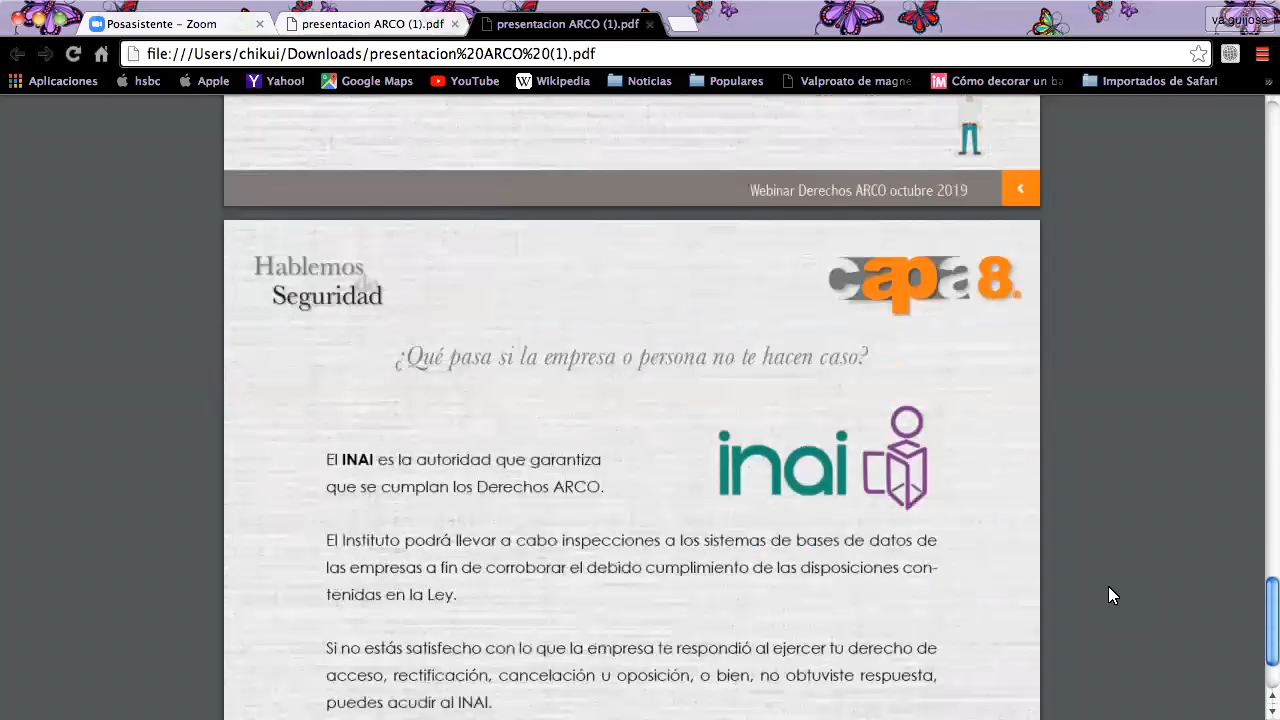 Posasistente – Zoom
presentacion ARCO (1).pdf
presentacion ARCO (1).pdf
va guijosa
file:///Users/chikui/Downloads/presentacion%20ARCO%20(1).pdf
Aplicaciones
hsbc
Apple
Yahoo!
Google Maps
YouTube
Wikipedia
Noticias
Populares
Valproato de magne
Cómo decorar un ba
Importados de Safari
»
Webinar Derechos ARCO octubre 2019
Hablemos
de
Seguridad
capa8.
¿Qué pasa si la empresa o persona no te hacen caso?
inai
El INAI es la autoridad que garantiza
que se cumplan los Derechos ARCO.
El Instituto podrá llevar a cabo inspecciones a los sistemas de bases de datos de
las empresas a fin de corroborar el debido cumplimiento de las disposiciones con-
tenidas en la Ley.
Si no estás satisfecho con lo que la empresa te respondió al ejercer tu derecho de
acceso, rectificación, cancelación u oposición, o bien, no obtuviste respuesta,
puedes acudir al INAI.